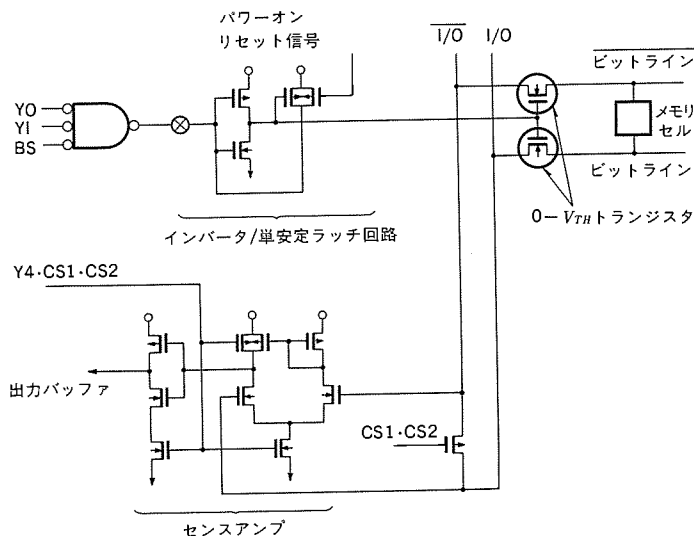 パワーオン
リセット信号
I/O I/O
ビットライン
Y0
Y1
BS
メモリ
セル
ビットライン
0−VTHトランジスタ
インバータ/単安定ラッチ回路
Y4·CS1·CS2
出力バッファ
CS1·CS2
センスアンプ